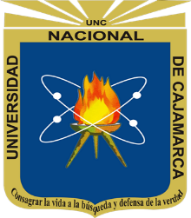 UNC
NACIONAL
UNIVERSIDAD
DE CAJAMARCA
Consagrar la vida a la búsqueda y defensa de la verdad